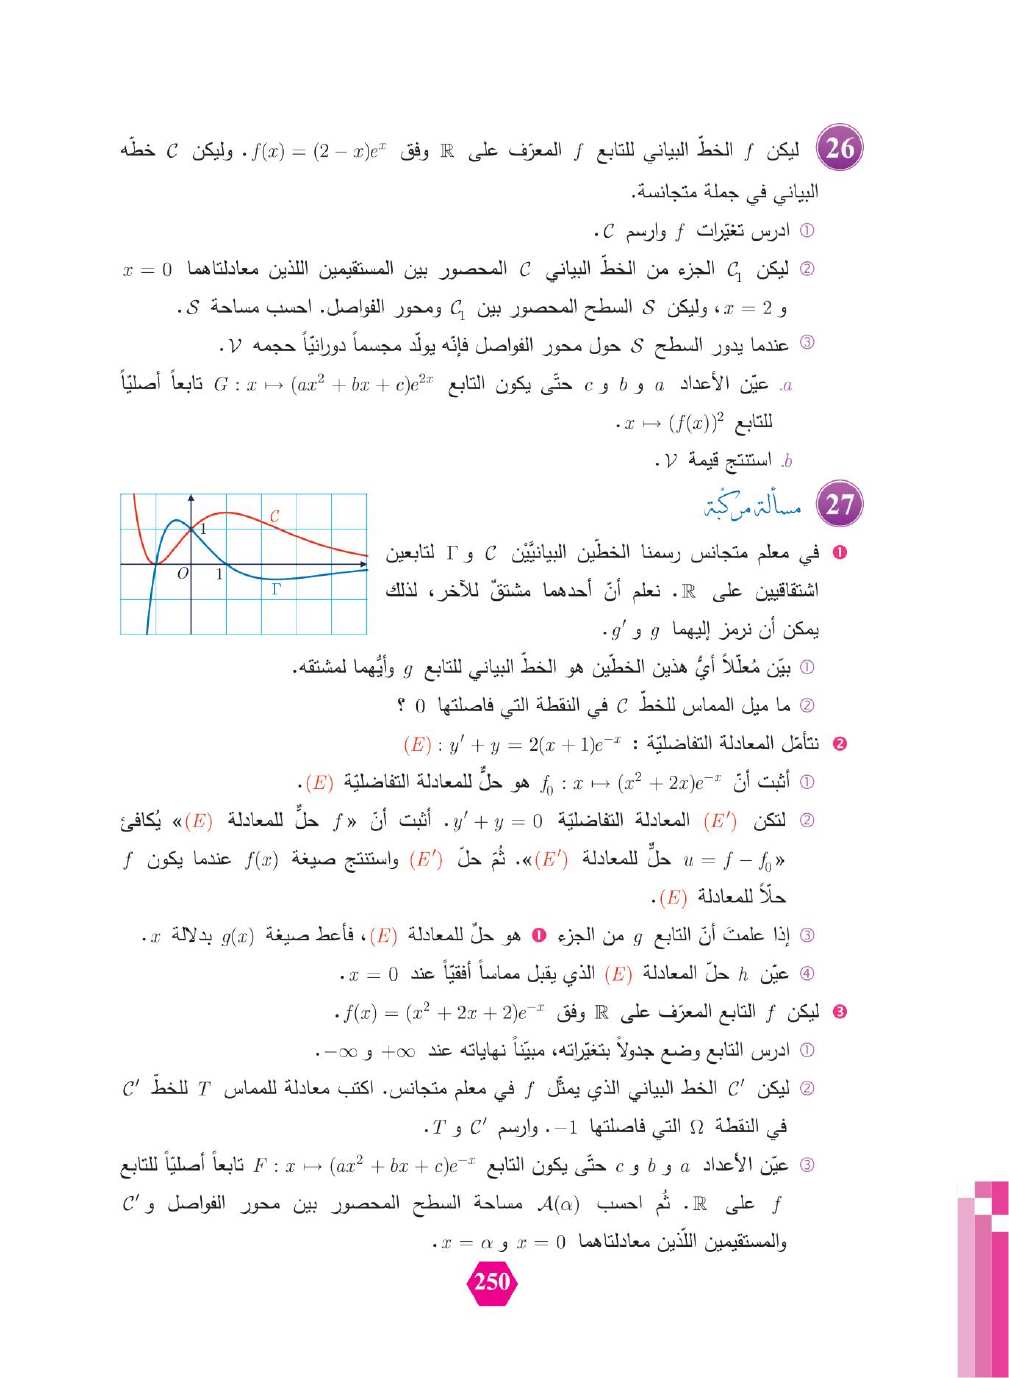 26 ليكن f الخطّ البياني للتابع f المعرّف على ℝ وفق f(x) = (2 − x)eˣ. وليكن C خطّه
البياني في جملة متجانسة.
① ادرس تغيّرات f وارسم C.
② ليكن C₁ الجزء من الخطّ البياني C المحصور بين المستقيمين اللذين معادلتاهما x = 0
و x = 2، وليكن S السطح المحصور بين C₁ ومحور الفواصل. احسب مساحة S.
③ عندما يدور السطح S حول محور الفواصل فإنّه يولّد مجسماً دورانيّاً حجمه V.
a. عيّن الأعداد a و b و c حتّى يكون التابع G : x ↦ (ax² + bx + c)e²ˣ تابعاً أصليّاً
للتابع x ↦ (f(x))².
b. استنتج قيمة V.
27 مسألة مركّبة
❶ في معلم متجانس رسمنا الخطّين البيانيَّيْن C و Γ لتابعين
اشتقاقيين على ℝ. نعلم أنّ أحدهما مشتقٌ للآخر، لذلك
يمكن أن نرمز إليهما g و g′.
① بيّن مُعلّلاً أيُّ هذين الخطّين هو الخطّ البياني للتابع g وأيُّهما لمشتقه.
② ما ميل المماس للخطّ C في النقطة التي فاصلتها 0 ؟
C
1
O
1
Γ
❷ نتأمّل المعادلة التفاضليّة : (E) : y′ + y = 2(x + 1)e⁻ˣ
① أثبت أنّ f₀ : x ↦ (x² + 2x)e⁻ˣ هو حلٌّ للمعادلة التفاضليّة (E).
② لتكن (E′) المعادلة التفاضليّة y′ + y = 0. أثبت أنّ «f حلٌّ للمعادلة (E)» يُكافئ
«u = f − f₀ حلٌّ للمعادلة (E′)». ثمّ حلّ (E′) واستنتج صيغة f(x) عندما يكون f
حلّاً للمعادلة (E).
③ إذا علمتَ أنّ التابع g من الجزء ❶ هو حلٌ للمعادلة (E)، فأعط صيغة g(x) بدلالة x.
④ عيّن h حلّ المعادلة (E) الذي يقبل مماساً أفقيّاً عند x = 0.
❸ ليكن f التابع المعرّف على ℝ وفق f(x) = (x² + 2x + 2)e⁻ˣ.
① ادرس التابع وضع جدولاً بتغيّراته، مبيّناً نهاياته عند +∞ و −∞.
② ليكن C′ الخط البياني الذي يمثّل f في معلم متجانس. اكتب معادلة للمماس T للخطّ C′
في النقطة Ω التي فاصلتها −1. وارسم C′ و T.
③ عيّن الأعداد a و b و c حتّى يكون التابع F : x ↦ (ax² + bx + c)e⁻ˣ تابعاً أصليّاً للتابع
f على ℝ. ثُم احسب A(α) مساحة السطح المحصور بين محور الفواصل و C′
والمستقيمين اللّذين معادلتاهما x = 0 و x = α.
250